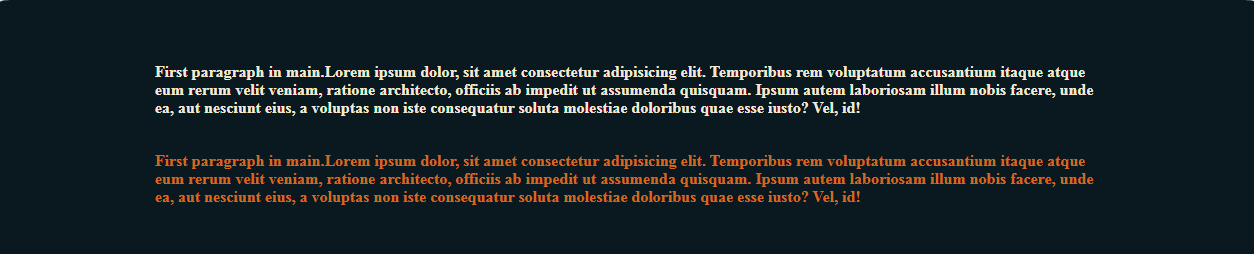 First paragraph in main.Lorem ipsum dolor, sit amet consectetur adipisicing elit. Temporibus rem voluptatum accusantium itaque atque
eum rerum velit veniam, ratione architecto, officiis ab impedit ut assumenda quisquam. Ipsum autem laboriosam illum nobis facere, unde
ea, aut nesciunt eius, a voluptas non iste consequatur soluta molestiae doloribus quae esse iusto? Vel, id!
First paragraph in main.Lorem ipsum dolor, sit amet consectetur adipisicing elit. Temporibus rem voluptatum accusantium itaque atque
eum rerum velit veniam, ratione architecto, officiis ab impedit ut assumenda quisquam. Ipsum autem laboriosam illum nobis facere, unde
ea, aut nesciunt eius, a voluptas non iste consequatur soluta molestiae doloribus quae esse iusto? Vel, id!